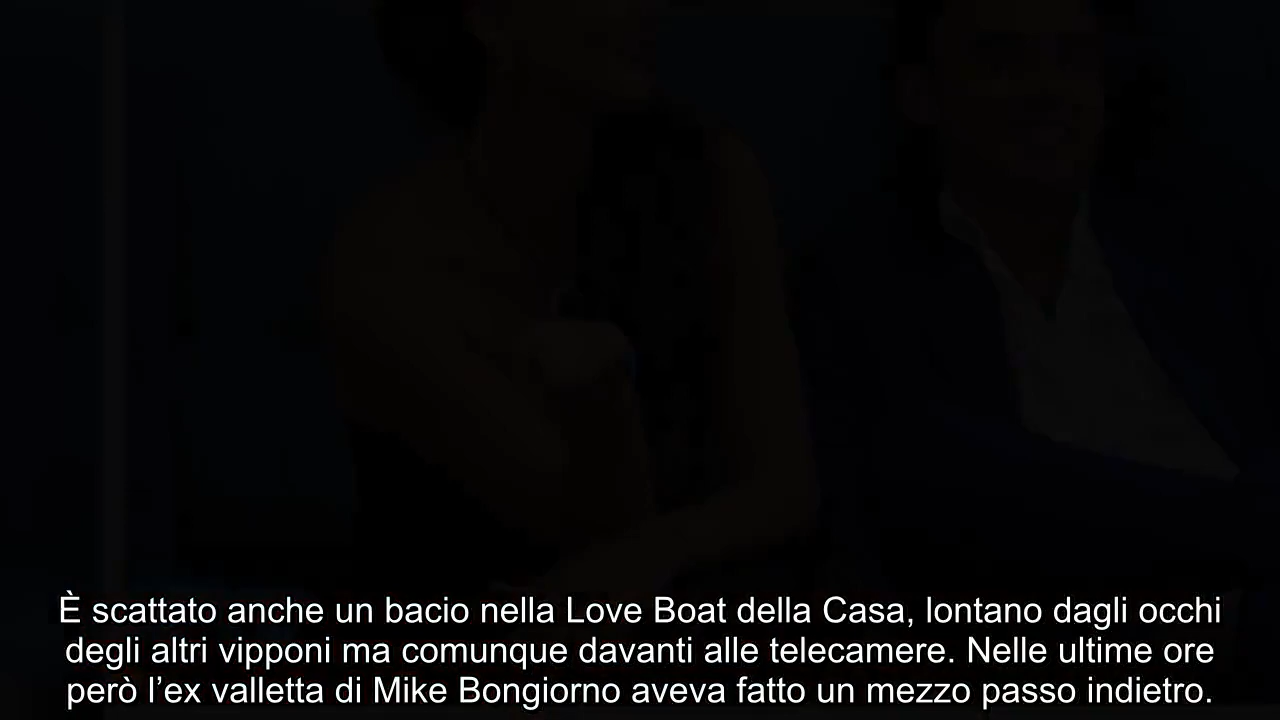 È scattato anche un bacio nella Love Boat della Casa, lontano dagli occhi
degli altri vipponi ma comunque davanti alle telecamere. Nelle ultime ore
però l’ex valletta di Mike Bongiorno aveva fatto un mezzo passo indietro.